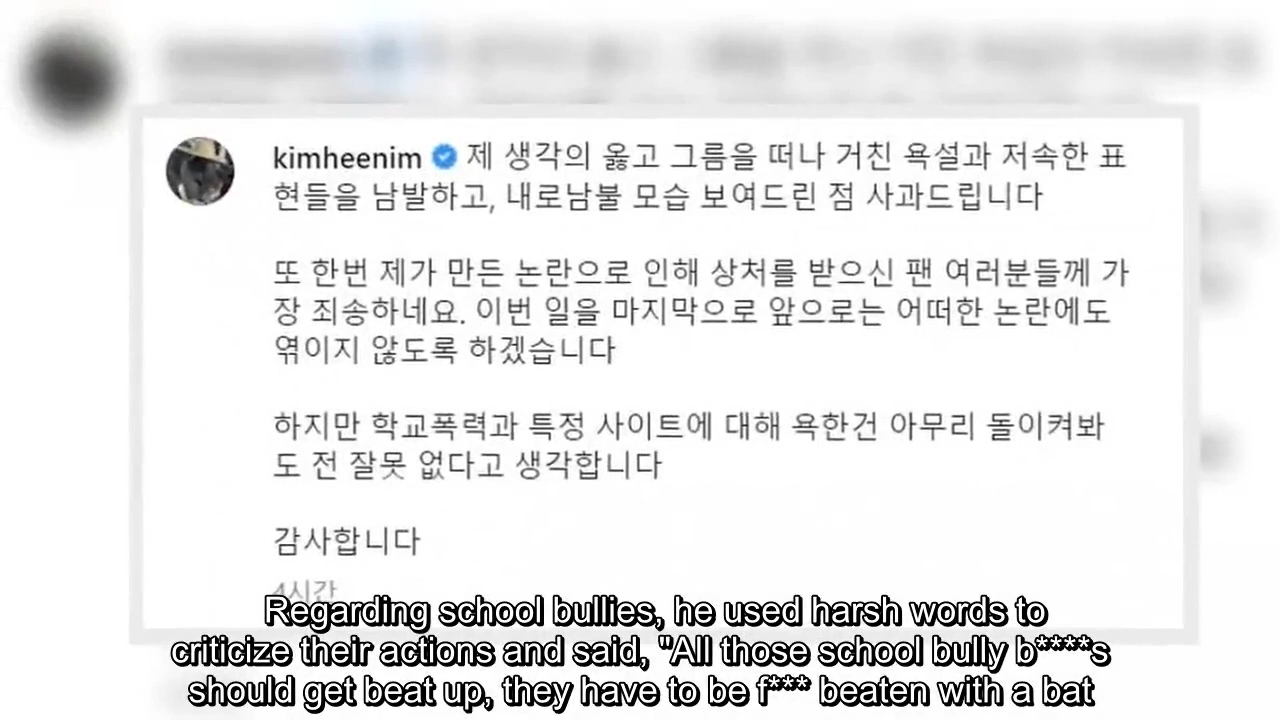 kimheenim 제 생각의 옳고 그름을 떠나 거친 욕설과 저속한 표
현들을 남발하고, 내로남불 모습 보여드린 점 사과드립니다
또 한번 제가 만든 논란으로 인해 상처를 받으신 팬 여러분들께 가
장 죄송하네요. 이번 일을 마지막으로 앞으로는 어떠한 논란에도
엮이지 않도록 하겠습니다
하지만 학교폭력과 특정 사이트에 대해 욕한건 아무리 돌이켜봐
도 전 잘못 없다고 생각합니다
감사합니다
4시간
Regarding school bullies, he used harsh words to
criticize their actions and said, "All those school bully b****s
should get beat up, they have to be f*** beaten with a bat